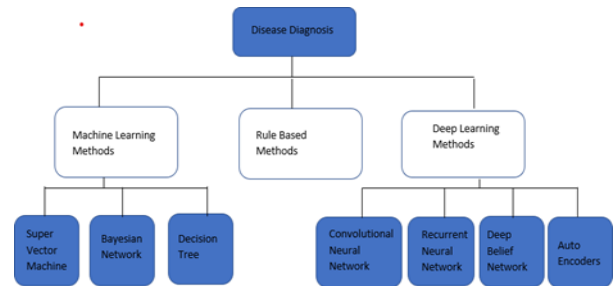 Disease Diagnosis
Machine Learning
Methods
Rule Based
Methods
Deep Learning
Methods
Super
Vector
Machine
Bayesian
Network
Decision
Tree
Convolutional
Neural
Network
Recurrent
Neural
Network
Deep
Belief
Network
Auto
Encoders